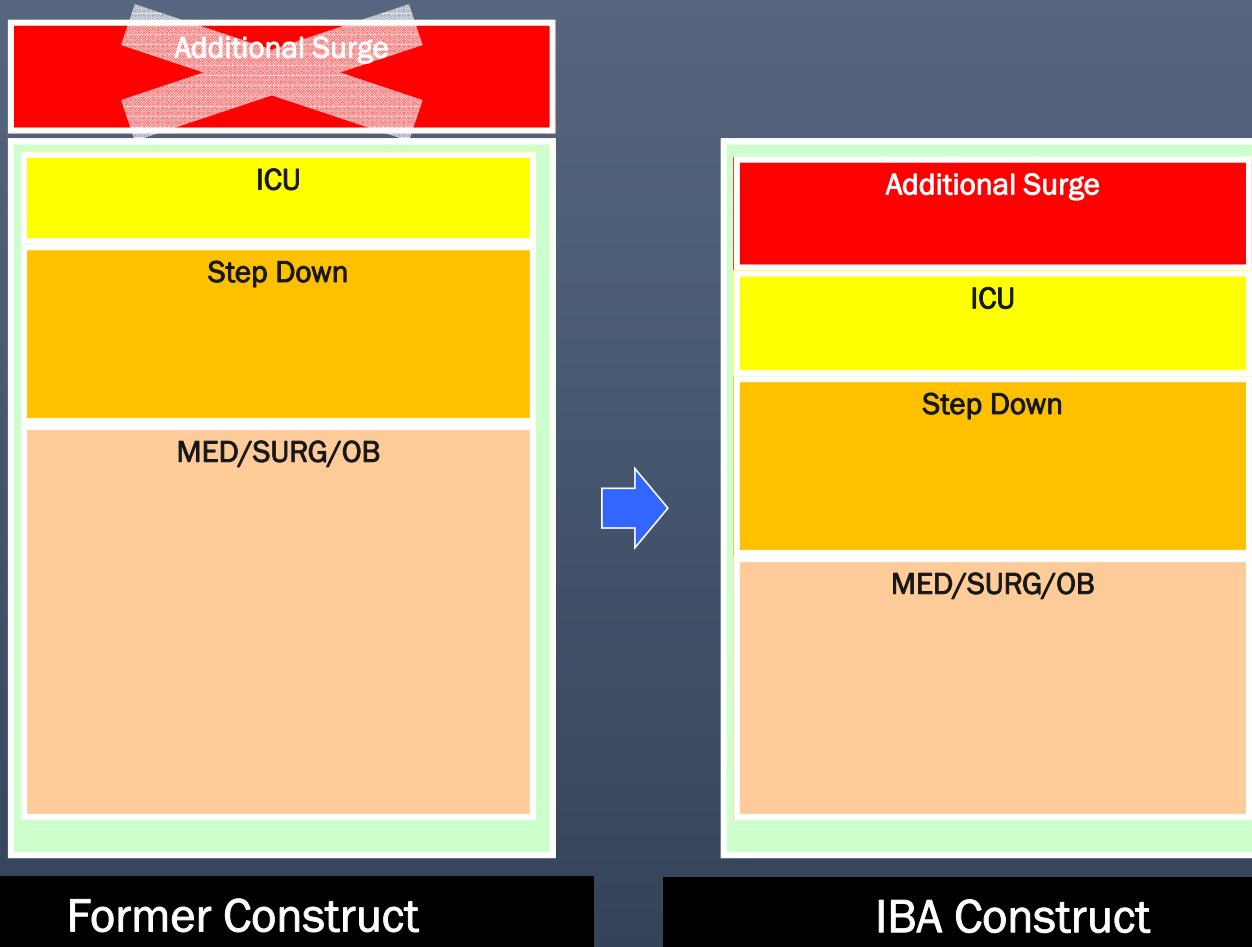 Additional Surge
ICU
Step Down
MED/SURG/OB
Former Construct
Additional Surge
ICU
Step Down
MED/SURG/OB
IBA Construct